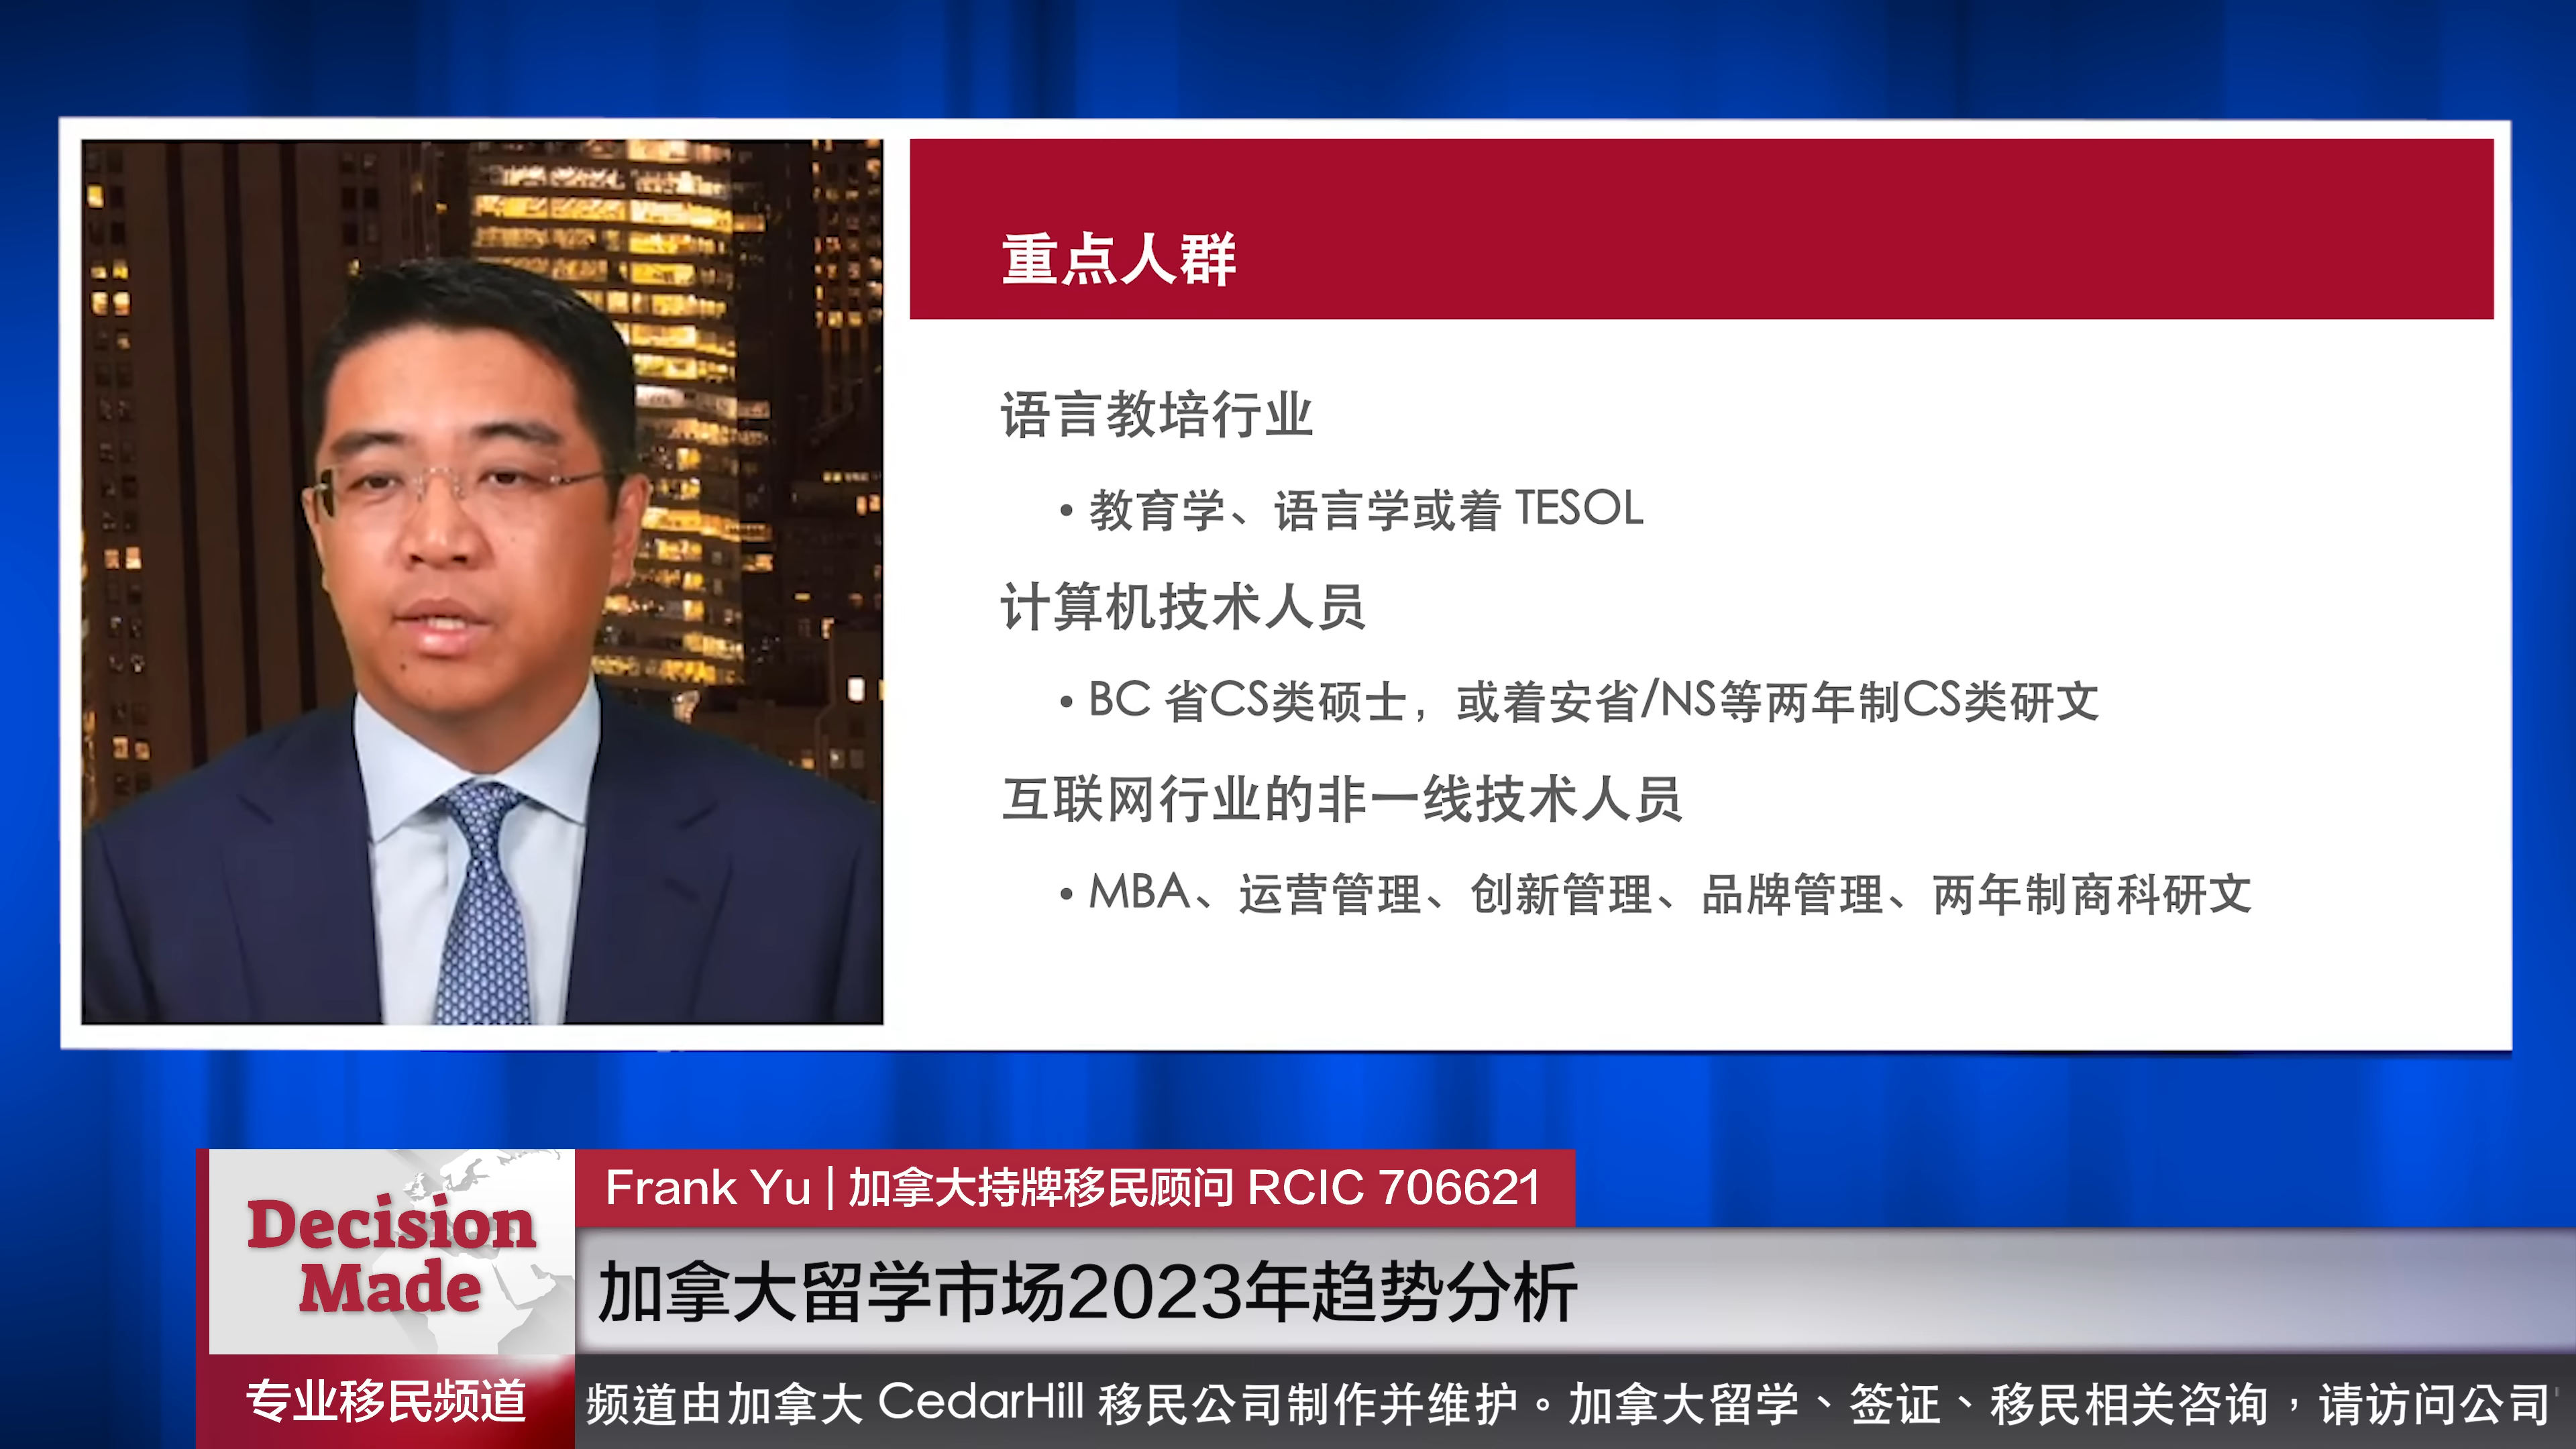 重点人群
语言教培行业
• 教育学、语言学或着 TESOL
计算机技术人员
• BC 省CS类硕士，或着安省/NS等两年制CS类研文
互联网行业的非一线技术人员
• MBA、运营管理、创新管理、品牌管理、两年制商科研文
Frank Yu | 加拿大持牌移民顾问 RCIC 706621
Decision
Made
加拿大留学市场2023年趋势分析
专业移民频道
频道由加拿大 CedarHill 移民公司制作并维护。加拿大留学、签证、移民相关咨询，请访问公司